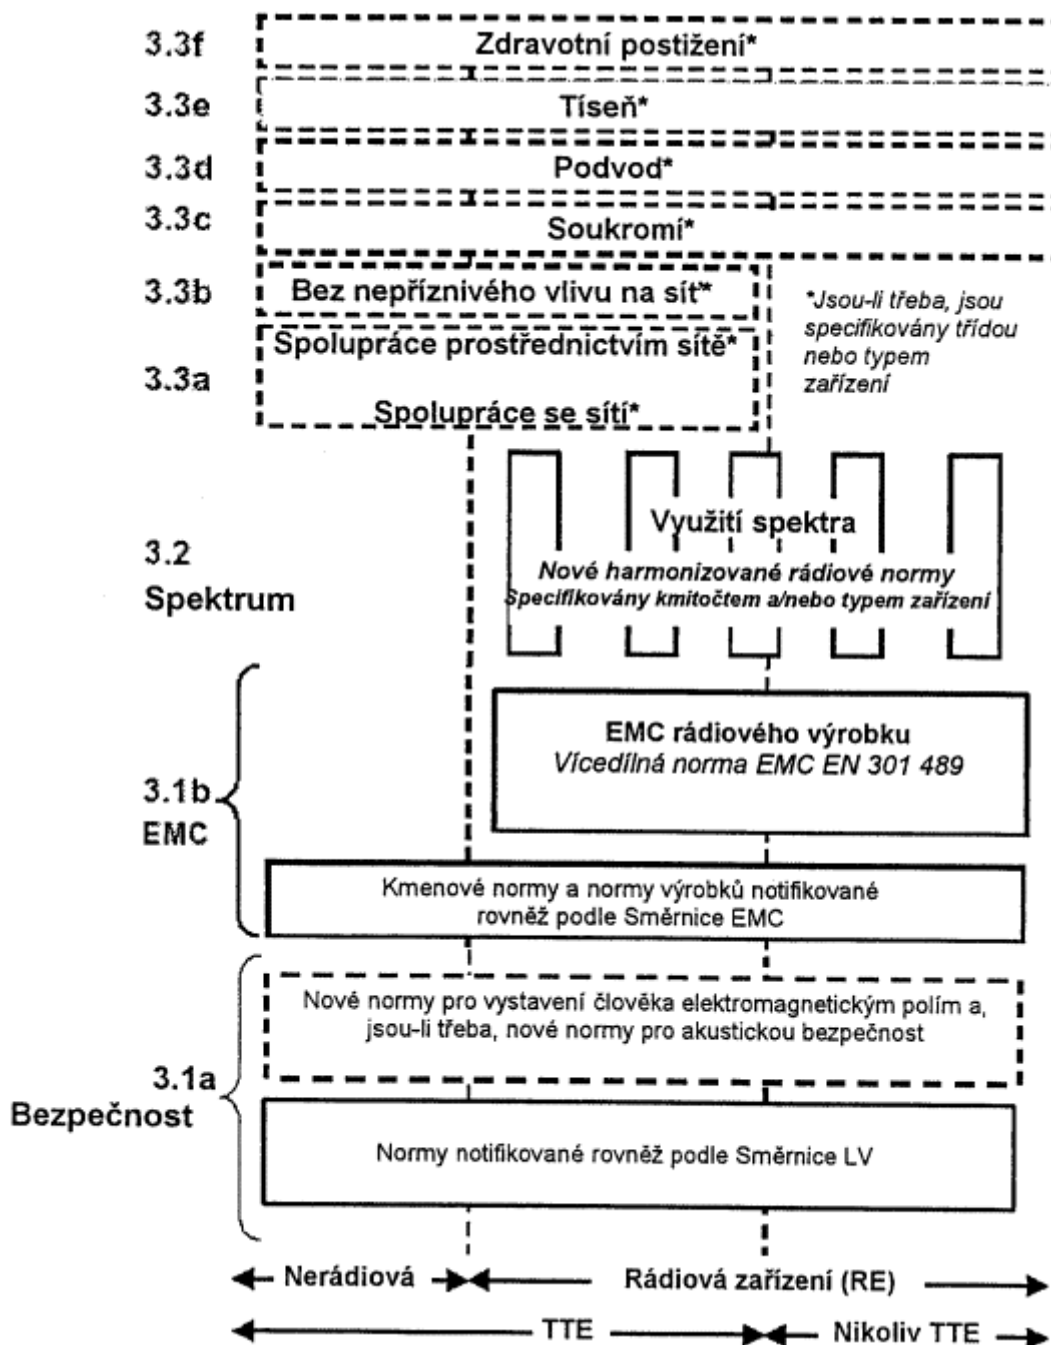 3.3f
Zdravotní postižení*
3.3e
Tíseň*
3.3d
Podvod*
3.3c
Soukromí*
3.3b
Bez nepříznivého vlivu na síť*
*Jsou-li třeba, jsou
specifikovány třídou
nebo typem
zařízení
3.3a
Spolupráce prostřednictvím sítě*
Spolupráce se sítí*
3.2
Spektrum
Využití spektra
Nové harmonizované rádiové normy
Specifikovány kmitočtem a/nebo typem zařízení
3.1b
EMC
EMC rádiového výrobku
Vícedílná norma EMC EN 301 489
Kmenové normy a normy výrobků notifikované
rovněž podle Směrnice EMC
3.1a
Bezpečnost
Nové normy pro vystavení člověka elektromagnetickým polím a,
jsou-li třeba, nové normy pro akustickou bezpečnost
Normy notifikované rovněž podle Směrnice LV
Nerádiová
Rádiová zařízení (RE)
TTE
Nikoliv TTE